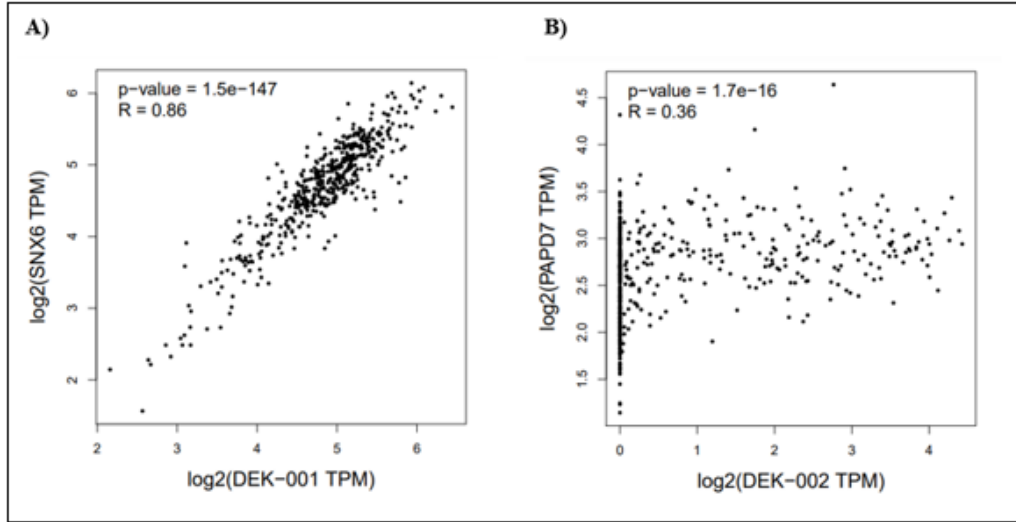 A)
p−value = 1.5e−147
R = 0.86
log2(SNX6 TPM)
6
5
4
3
2
2 3 4 5 6
log2(DEK−001 TPM)
B)
p−value = 1.7e−16
R = 0.36
log2(PAPD7 TPM)
4.5
4.0
3.5
3.0
2.5
2.0
1.5
0 1 2 3 4
log2(DEK−002 TPM)